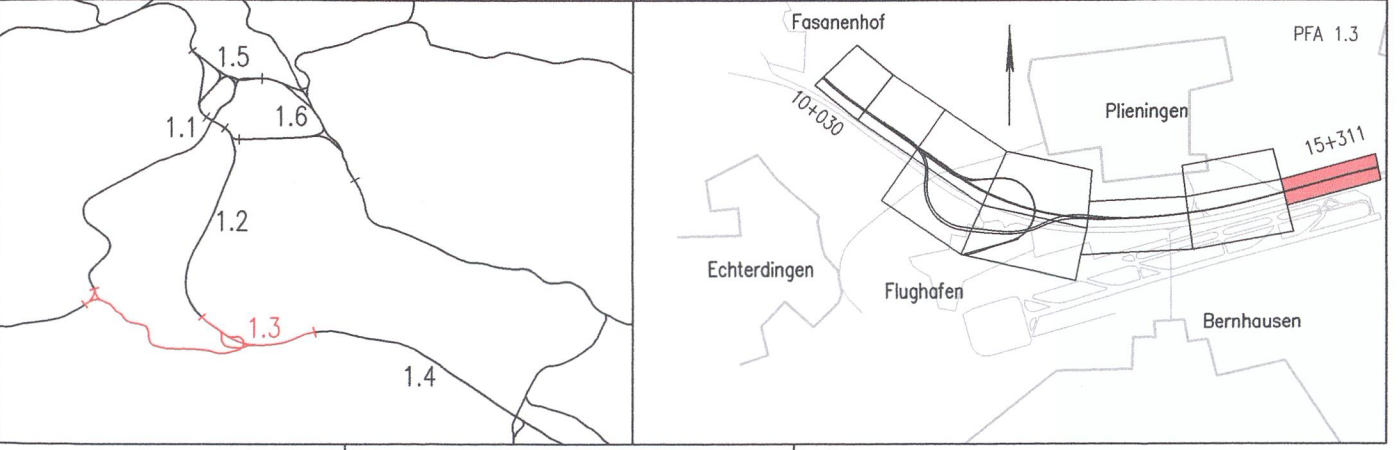 1.5
1.6
1.1
1.2
1.3
1.4
Fasanenhof
PFA 1.3
10+030
Plieningen
15+311
Echterdingen
Flughafen
Bernhausen